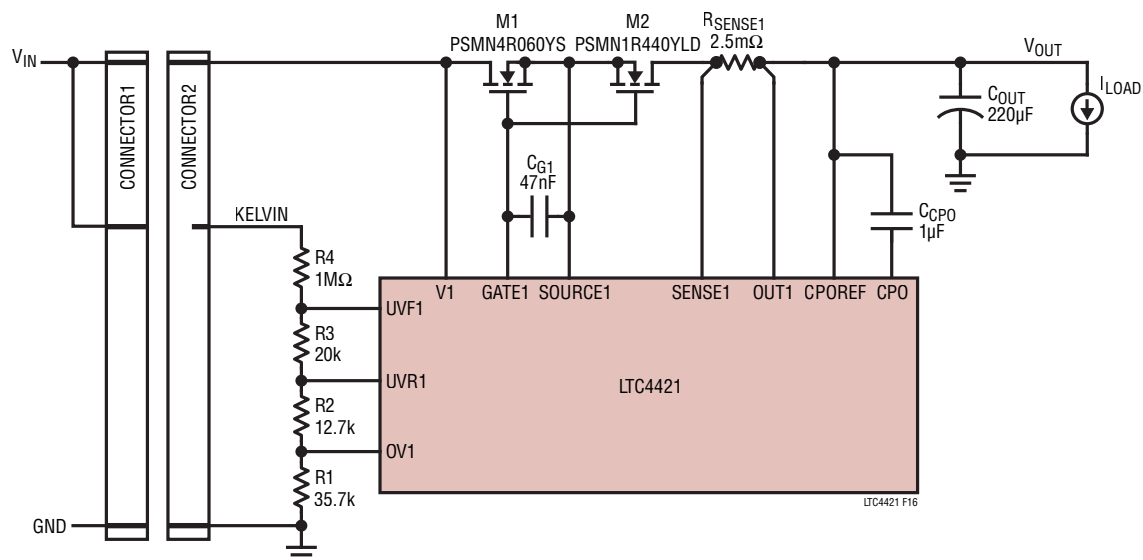 M1
PSMN4R060YS
M2
PSMN1R440YLD
RSENSE1
2.5mΩ
VIN
VOUT
ILOAD
COUT
220µF
CONNECTOR1
CONNECTOR2
CG1
47nF
KELVIN
CCPO
1µF
R4
1MΩ
V1
GATE1
SOURCE1
SENSE1
OUT1
CPOREF
CPO
UVF1
R3
20k
UVR1
LTC4421
R2
12.7k
OV1
R1
35.7k
LTC4421 F16
GND